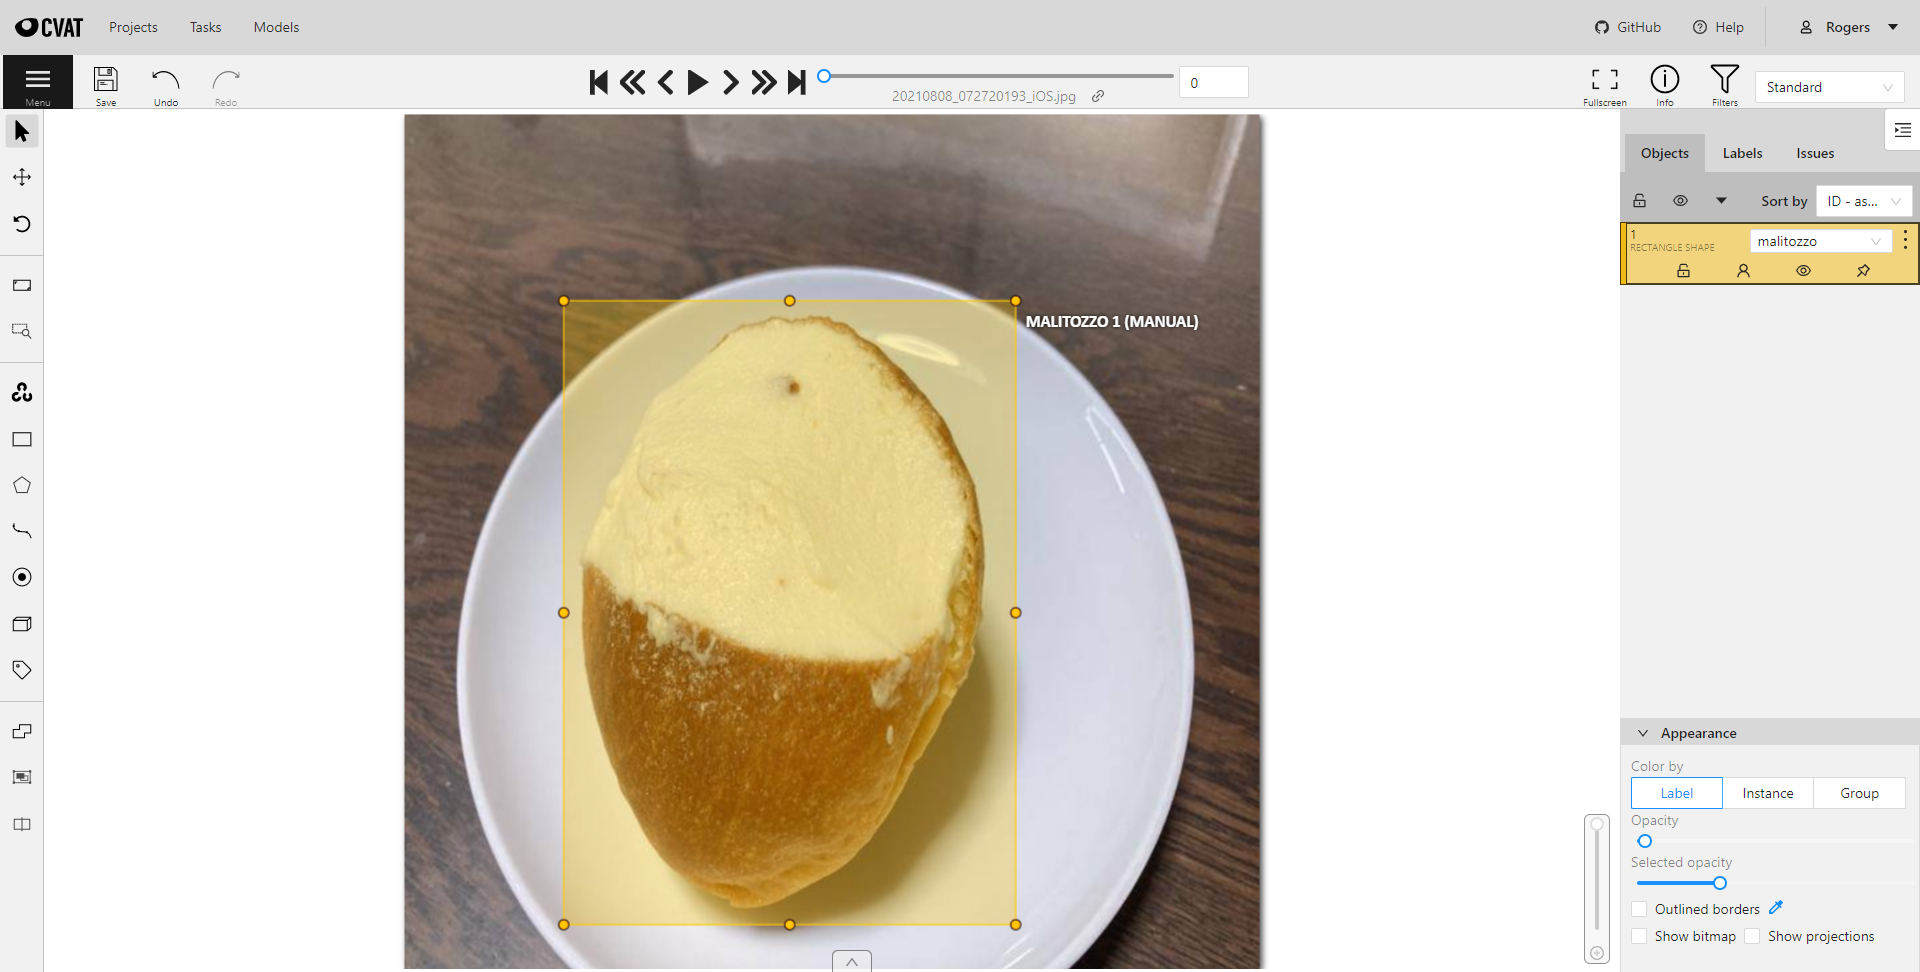 CVAT Projects Tasks Models GitHub Help Rogers
Menu Save Undo Redo 20210808_072720193_iOS.jpg 0 Fullscreen Info Filters Standard
Objects Labels Issues
Sort by ID - as...
1
RECTANGLE SHAPE malitozzo
MALITOZZO 1 (MANUAL)
Appearance
Color by
Label Instance Group
Opacity
Selected opacity
Outlined borders
Show bitmap Show projections